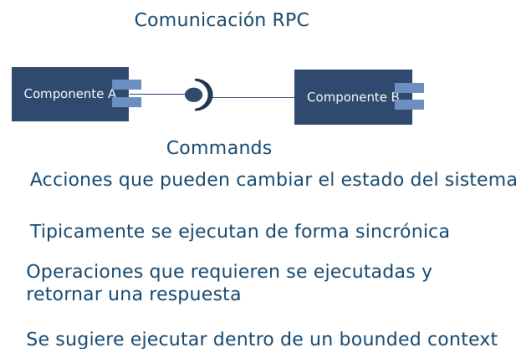 Comunicación RPC
Componente A
Componente B
Commands
Acciones que pueden cambiar el estado del sistema
Tipicamente se ejecutan de forma sincrónica
Operaciones que requieren se ejecutadas y
retornar una respuesta
Se sugiere ejecutar dentro de un bounded context